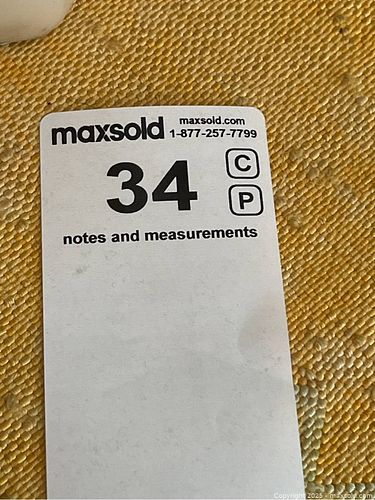 maxsold maxsold.com
1-877-257-7799
34 C
P
notes and measurements
Copyright 2025 - maxsold.com